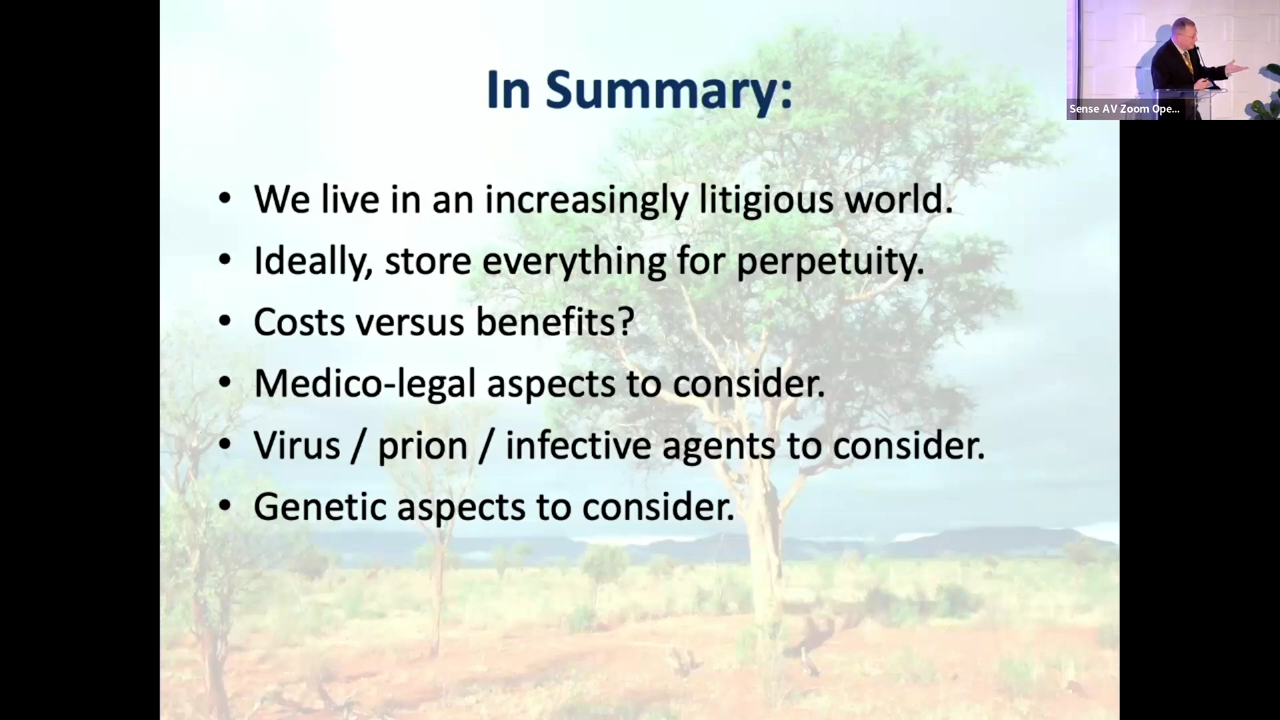 In Summary:
• We live in an increasingly litigious world.
• Ideally, store everything for perpetuity.
• Costs versus benefits?
• Medico-legal aspects to consider.
• Virus / prion / infective agents to consider.
• Genetic aspects to consider.
Sense AV Zoom Ope...